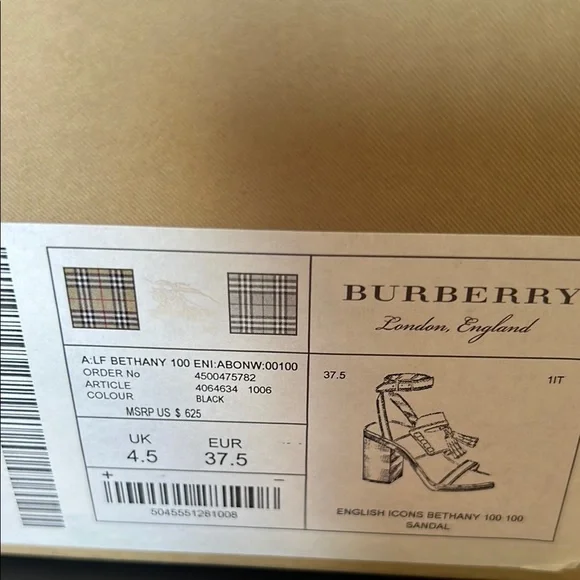 BURBERRY
London, England
A:LF BETHANY 100 ENI:ABONW:00100
ORDER No 4500475782
ARTICLE 4064634 1006
COLOUR BLACK
MSRP US $ 625
UK EUR
4.5 37.5
+ −
5045551281008
37.5 1IT
ENGLISH ICONS BETHANY 100 100
SANDAL